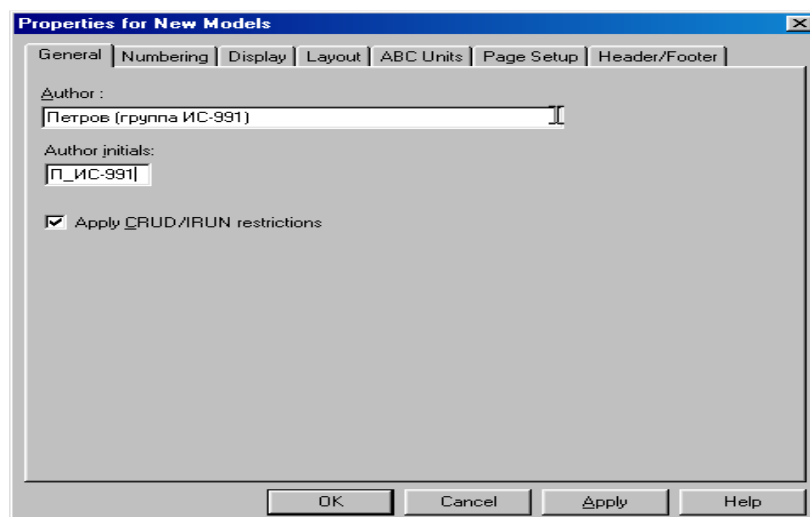 Properties for New Models
General Numbering Display Layout ABC Units Page Setup Header/Footer
Author :
Петров (группа ИС-991)
Author initials:
П_ИС-991
Apply CRUD/IRUN restrictions
OK Cancel Apply Help